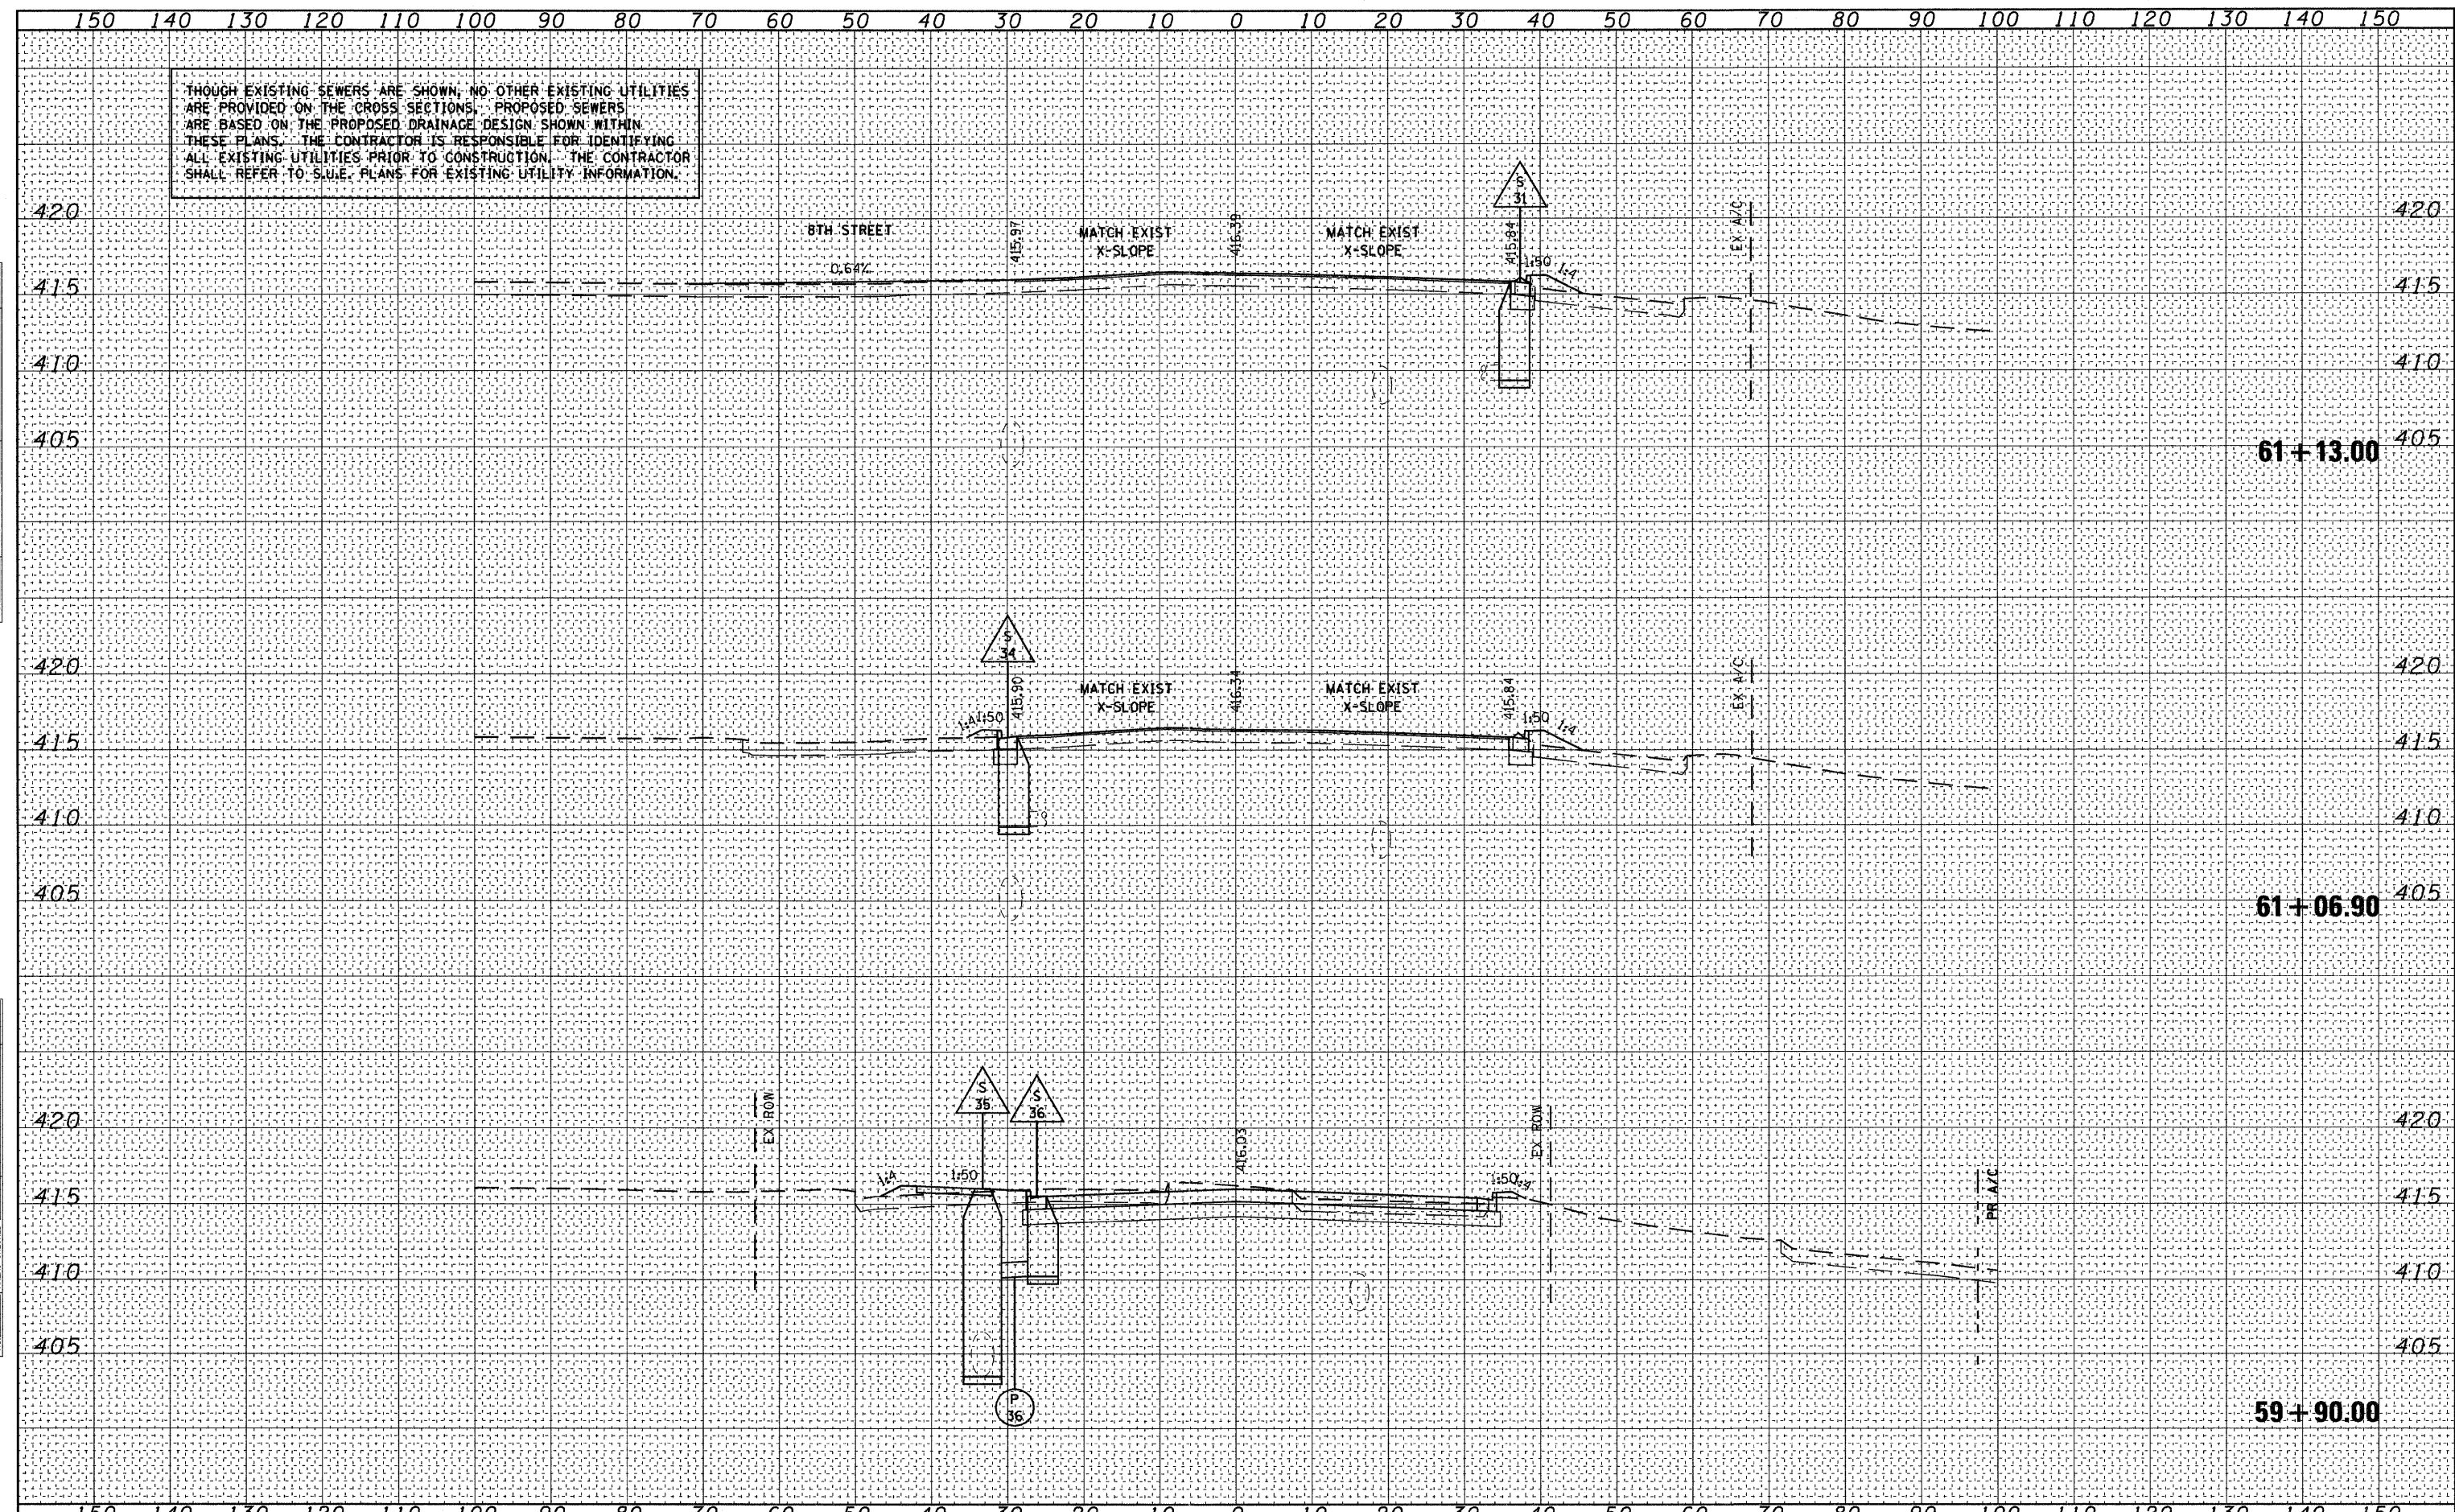 150 140 130 120 110 100 90 80 70 60 50 40 30 20 10 0 10 20 30 40 50 60 70 80 90 100 110 120 130 140 150
THOUGH EXISTING SEWERS ARE SHOWN, NO OTHER EXISTING UTILITIES
ARE PROVIDED ON THE CROSS SECTIONS. PROPOSED SEWERS
ARE BASED ON THE PROPOSED DRAINAGE DESIGN SHOWN WITHIN
THESE PLANS. THE CONTRACTOR IS RESPONSIBLE FOR IDENTIFYING
ALL EXISTING UTILITIES PRIOR TO CONSTRUCTION. THE CONTRACTOR
SHALL REFER TO S.U.E. PLANS FOR EXISTING UTILITY INFORMATION.
S
31
420 420
8TH STREET
415.97
MATCH EXIST
X-SLOPE
416.39
MATCH EXIST
X-SLOPE
415.84
EX A/C
0.64%
1:50
1:4
415 415
410 410
405 405
61+13.00
S
34
420 420
415.90
MATCH EXIST
X-SLOPE
416.34
MATCH EXIST
X-SLOPE
415.84
EX A/C
1:4
1:50
1:50
1:4
415 415
410 410
405 405
61+06.90
S
35
S
36
420 420
EX ROW
416.03
EX ROW
1:4
1:50
1:50
1:4
PR A/C
415 415
410 410
405 405
P
36
59+90.00
150 140 130 120 110 100 90 80 70 60 50 40 30 20 10 0 10 20 30 40 50 60 70 80 90 100 110 120 130 140 150